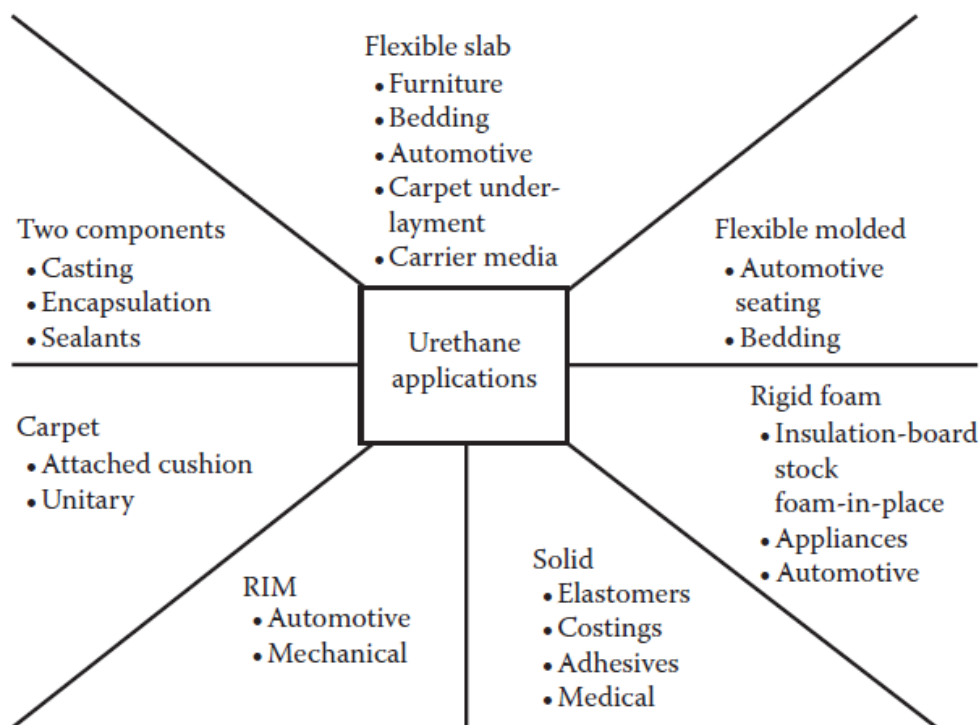 Flexible slab
• Furniture
• Bedding
• Automotive
• Carpet under-
layment
• Carrier media
Two components
• Casting
• Encapsulation
• Sealants
Flexible molded
• Automotive
seating
• Bedding
Urethane
applications
Carpet
• Attached cushion
• Unitary
Rigid foam
• Insulation-board
stock
foam-in-place
• Appliances
• Automotive
RIM
• Automotive
• Mechanical
Solid
• Elastomers
• Costings
• Adhesives
• Medical